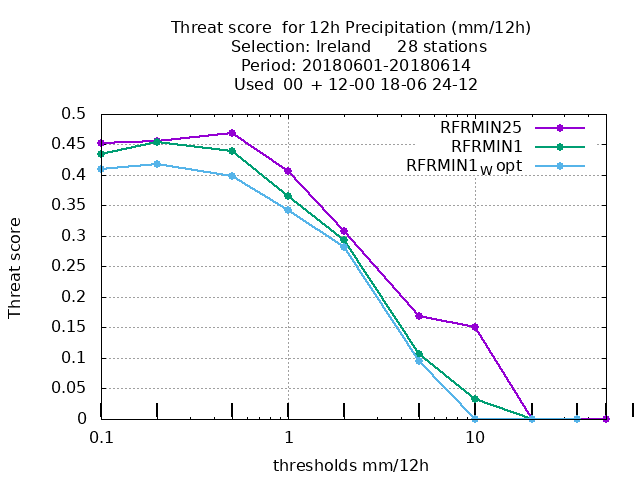 Threat score  for 12h Precipitation (mm/12h)
Selection: Ireland     28 stations
Period: 20180601-20180614
Used  00  + 12-00 18-06 24-12
RFRMIN25
RFRMIN1
RFRMIN1w opt
0.5
0.45
0.4
0.35
0.3
0.25
0.2
0.15
0.1
0.05
0
Threat score
0.1
1
10
thresholds mm/12h